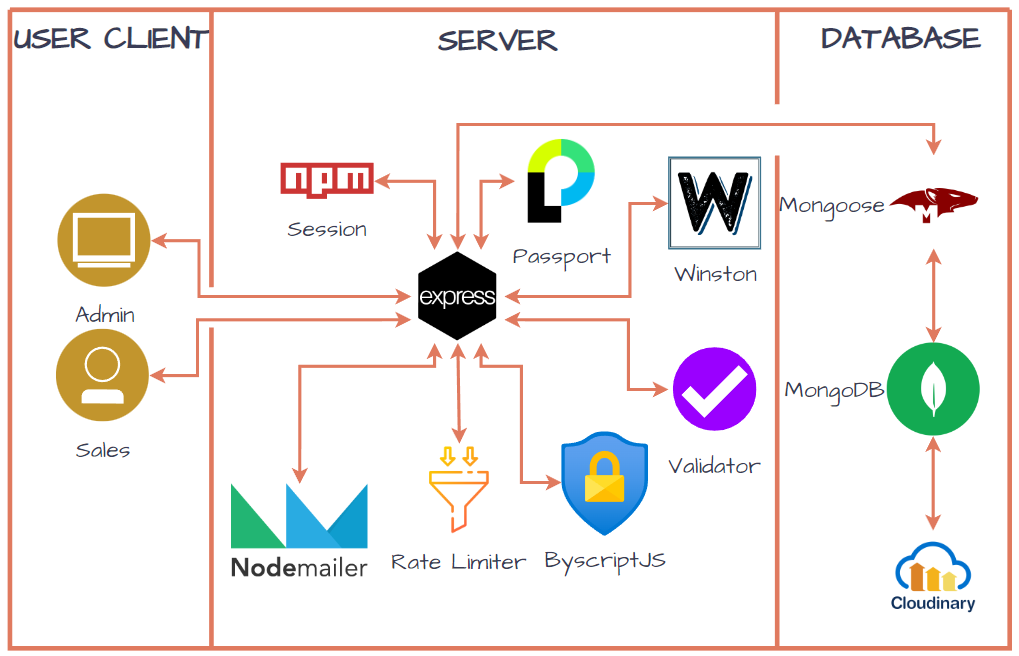 USER CLIENT
SERVER
DATABASE
npm
Session
Passport
W
Winston
Mongoose
M
express
Admin
Sales
MongoDB
Validator
Nodemailer
Rate Limiter
ByscriptJS
Cloudinary